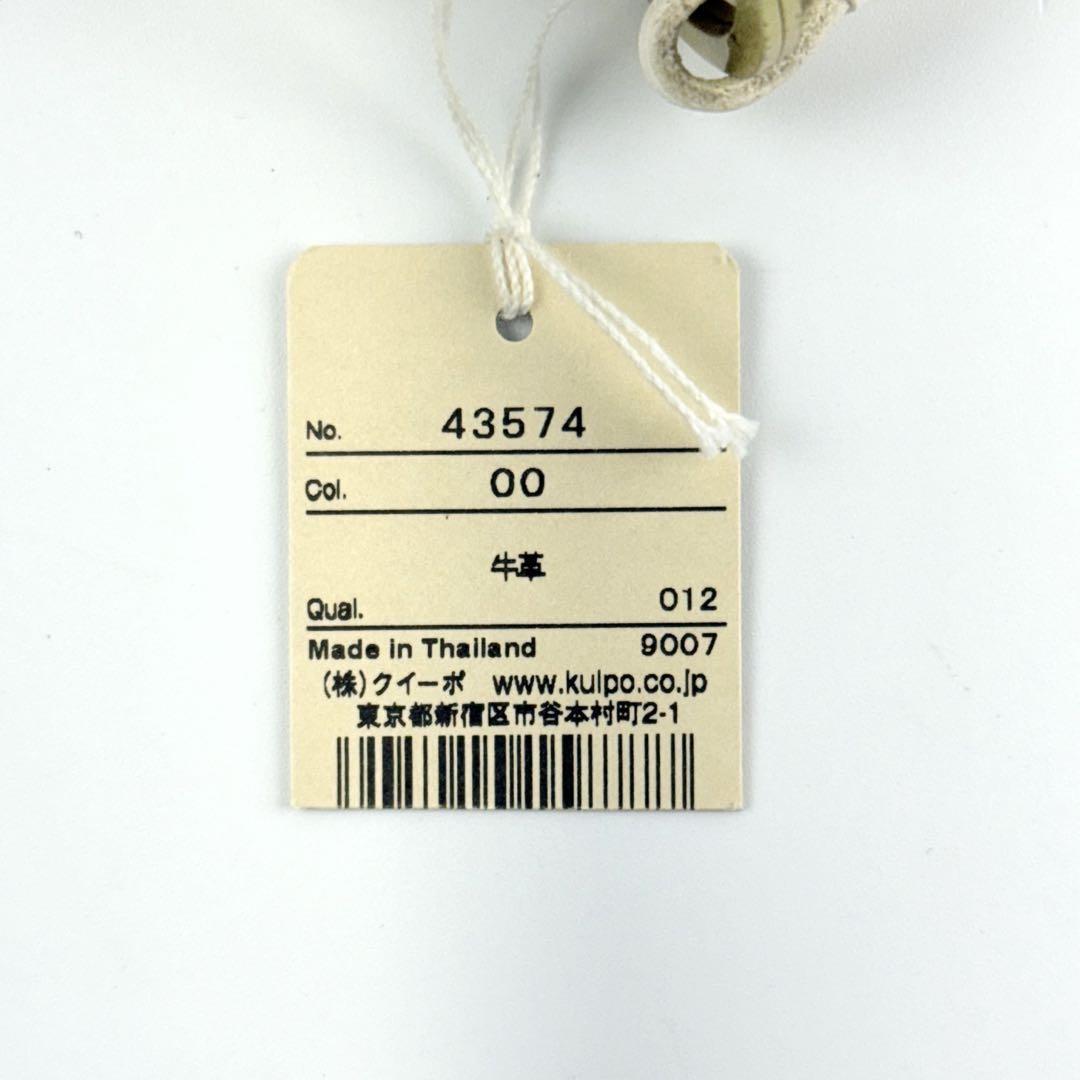 No. 43574
Col. 00
牛革
Qual. 012
Made in Thailand 9007
(株)クイーポ www.kuipo.co.jp
東京都新宿区市谷本村町2-1